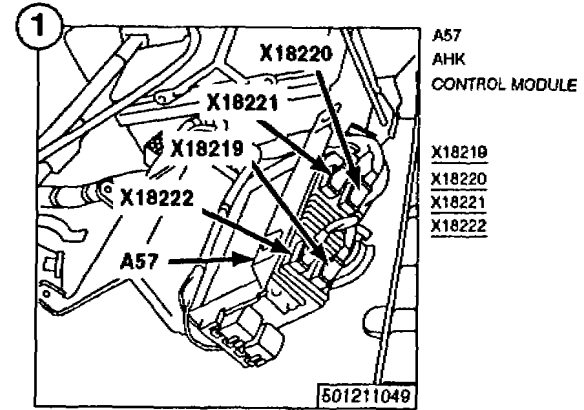 1
A57
AHK
CONTROL MODULE
X18220
X18221
X18219
X18222
A57
X18219
X18220
X18221
X18222
501211049